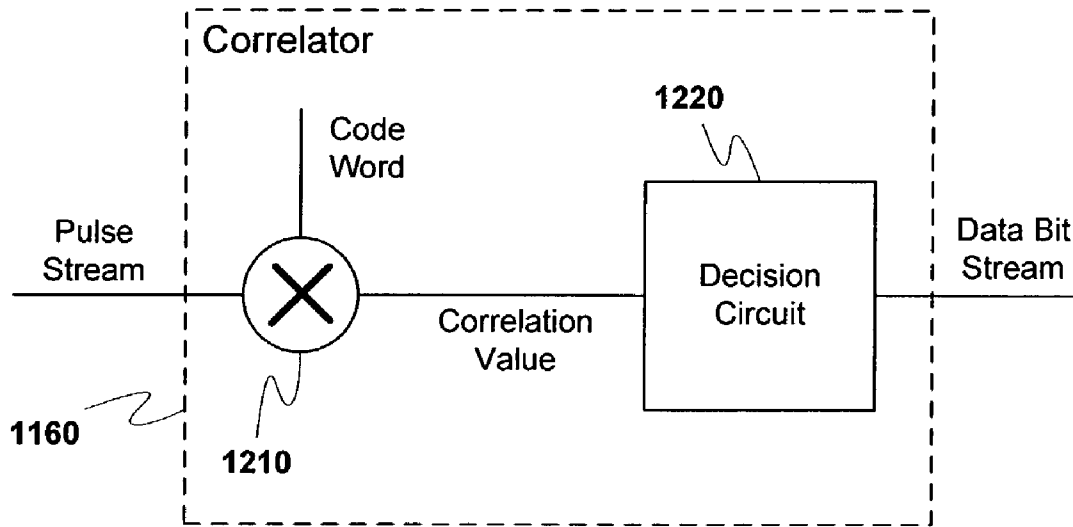 Correlator
1220
Code
Word
Pulse
Stream
Data Bit
Stream
Decision
Circuit
Correlation
Value
1160
1210